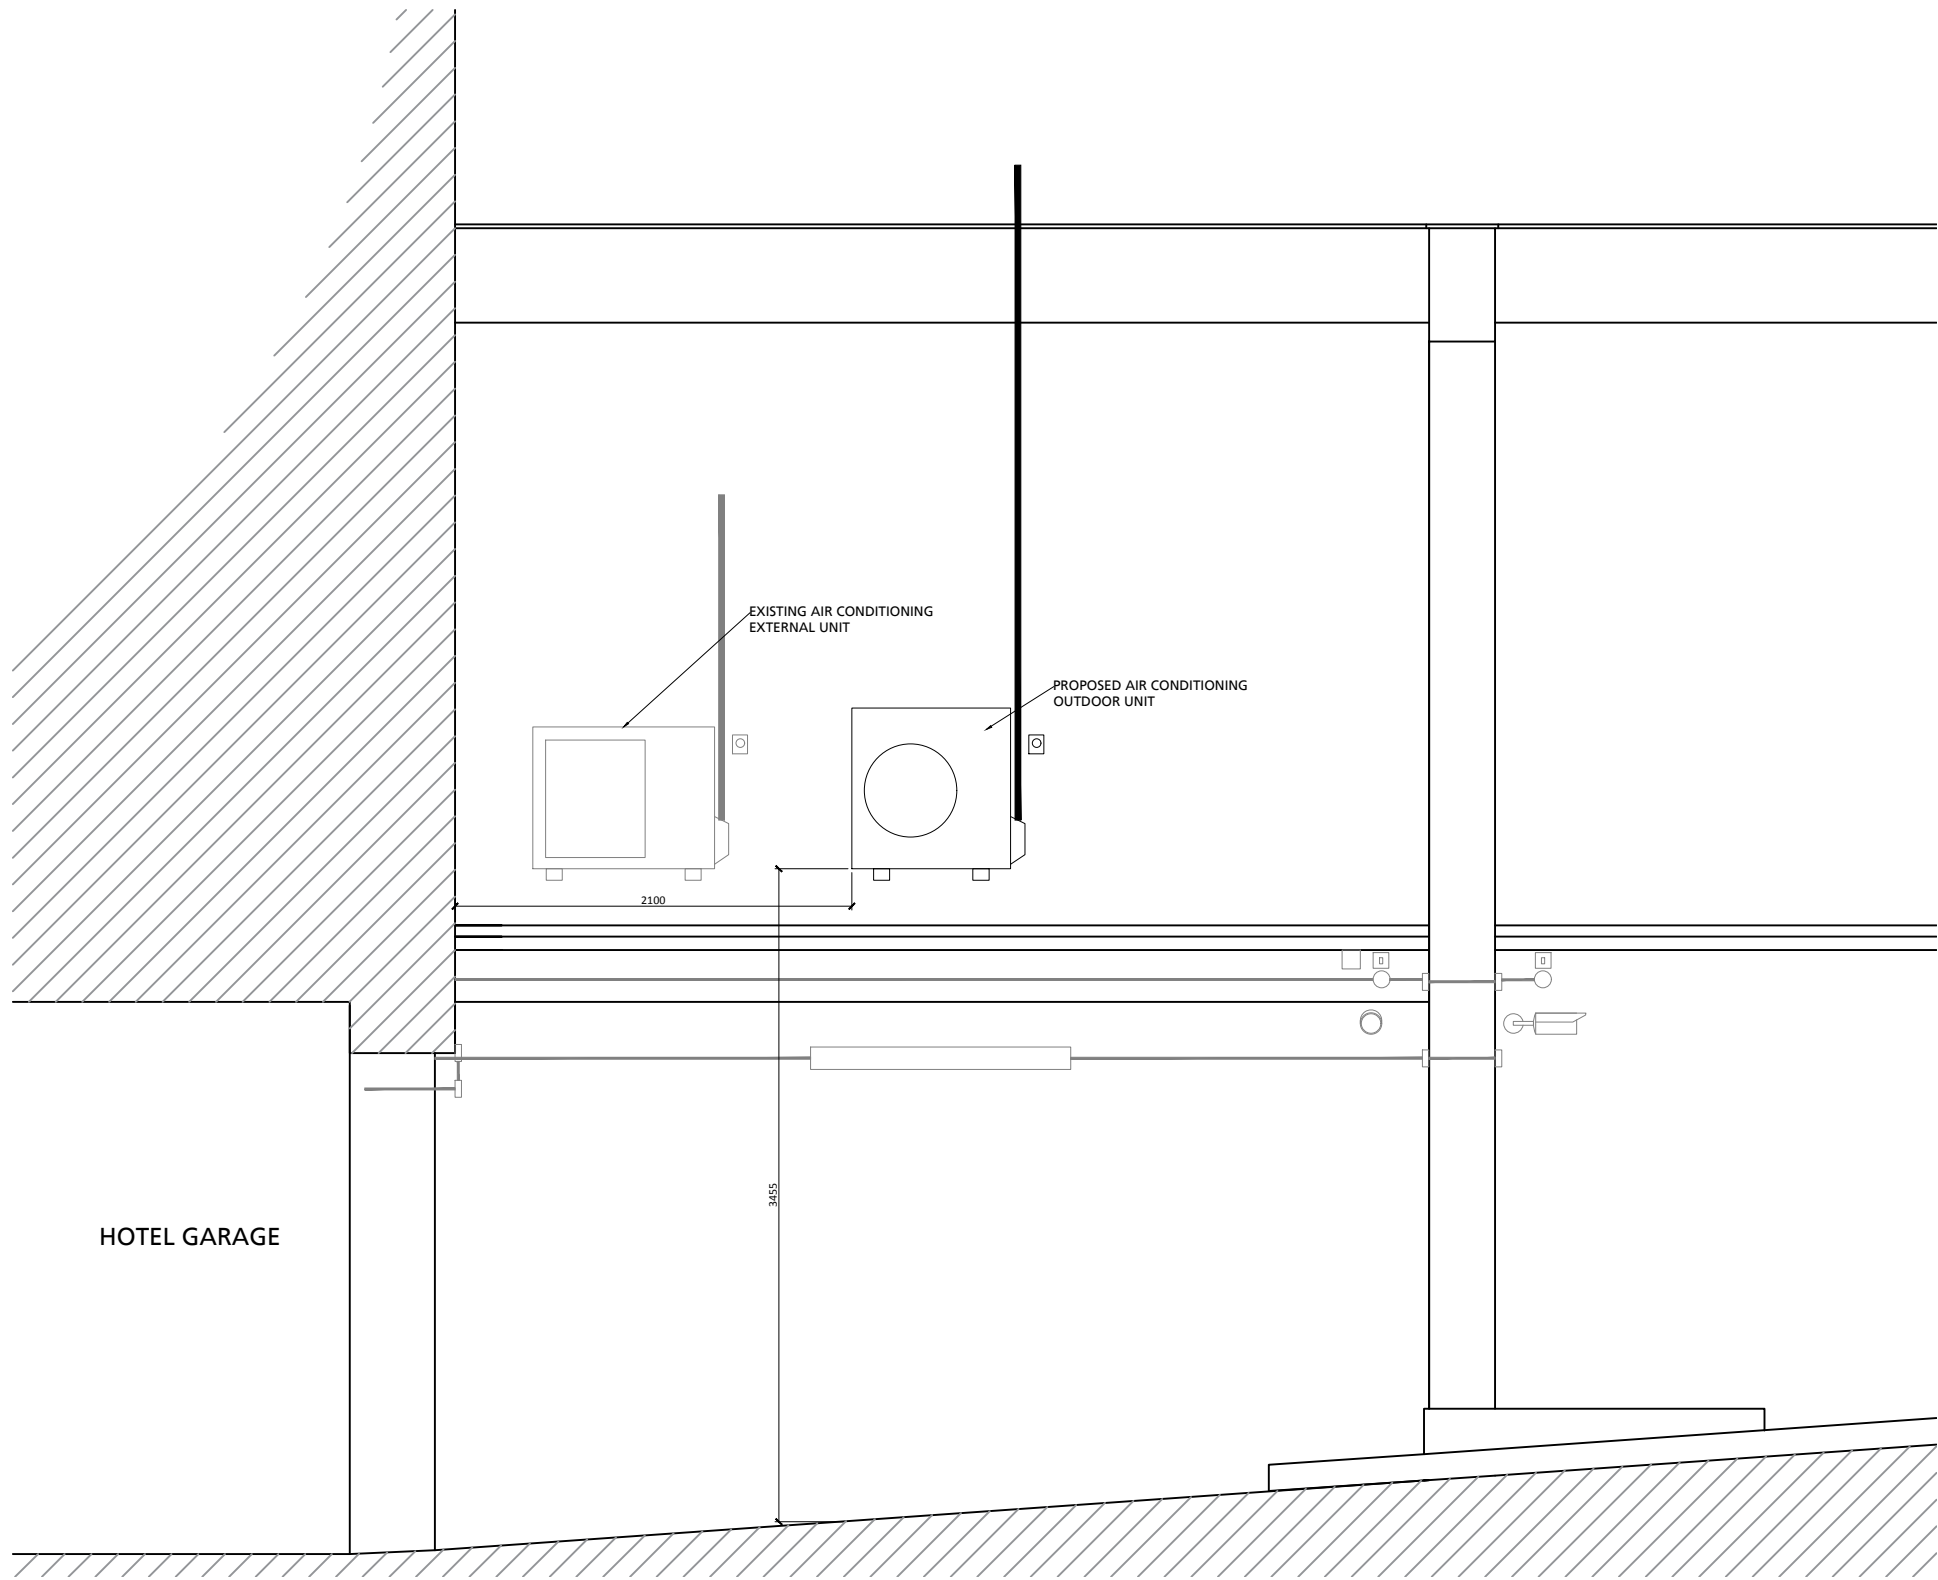 EXISTING AIR CONDITIONING
EXTERNAL UNIT
PROPOSED AIR CONDITIONING
OUTDOOR UNIT
2100
3455
HOTEL GARAGE